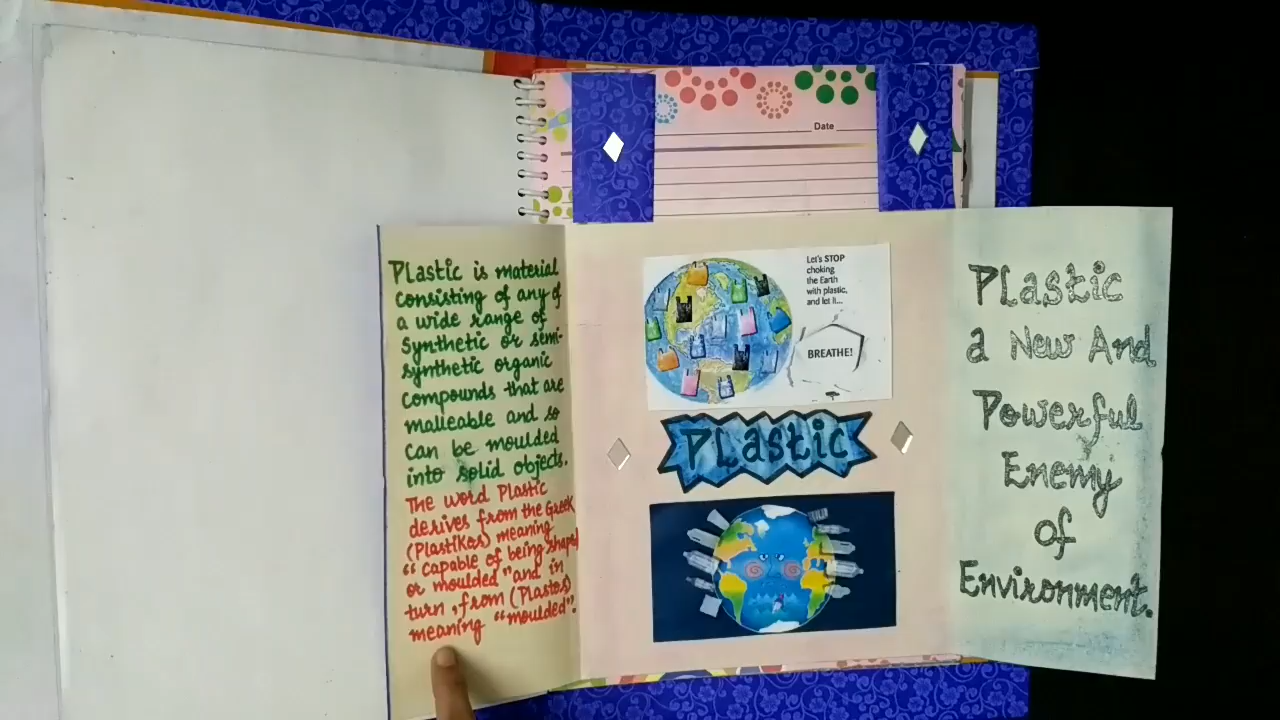 Date
Plastic is material
consisting of any of
a wide range of
synthetic or semi-
synthetic organic
compounds that are
malleable and so
can be moulded
into solid objects.
The word Plastic
derives from the Greek
(Plastikas) meaning
"capable of being shaped
or moulded" and in
turn, from (Plastos)
meaning "moulded".
Let's STOP
choking
the Earth
with plastic,
and let it...
BREATHE!
Plastic
Plastic
a New And
Powerful
Enemy
of
Environment.